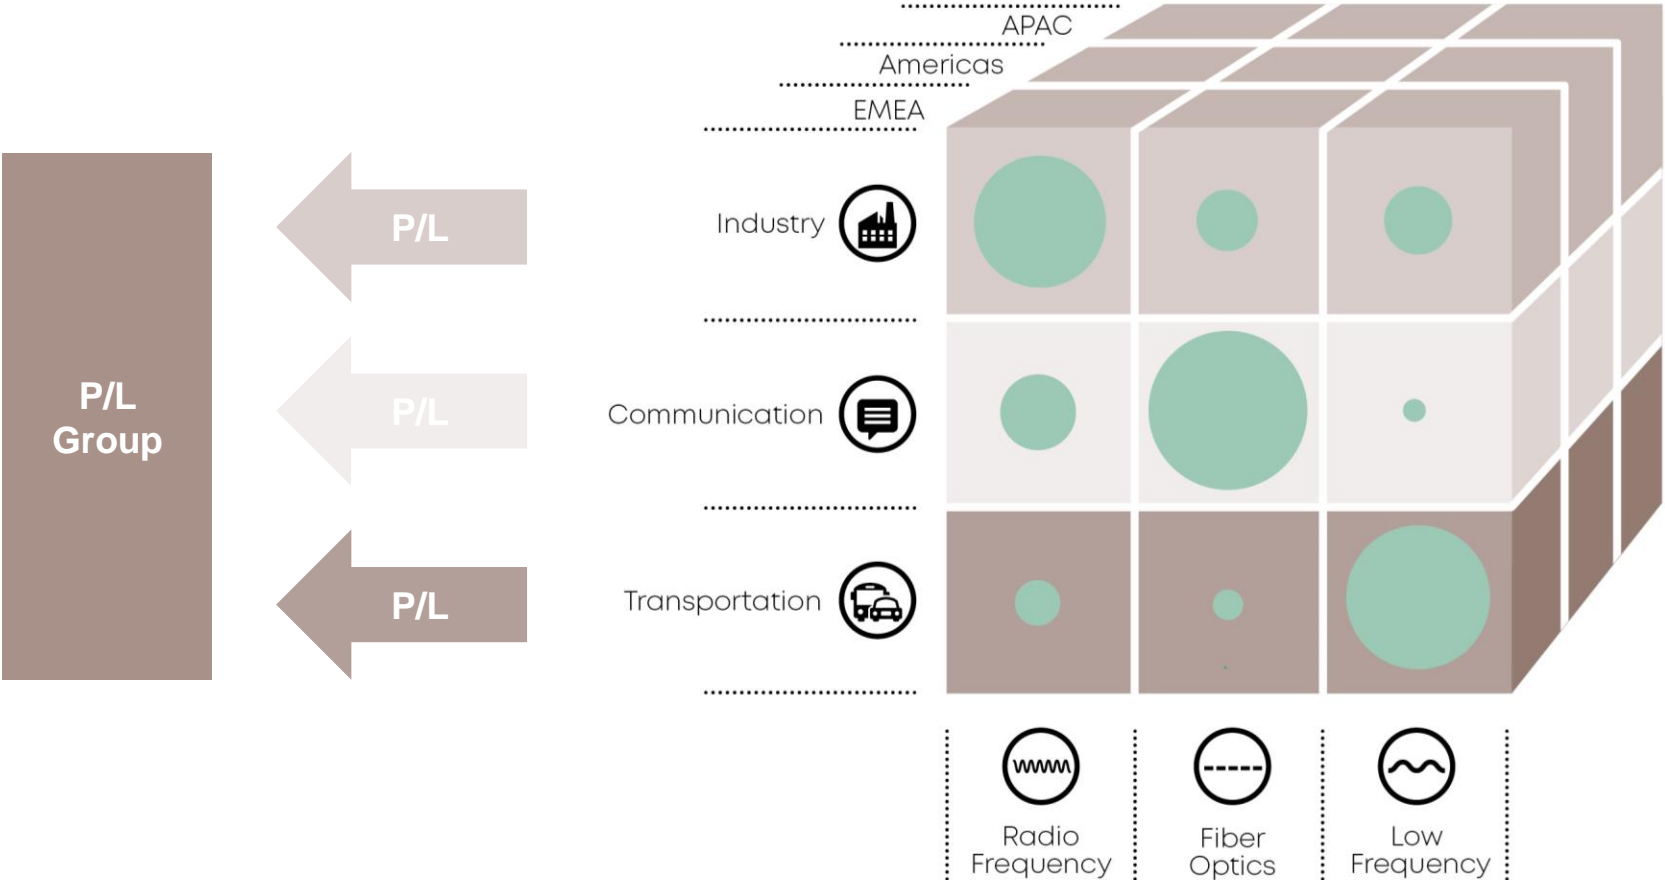 APAC
Americas
EMEA
P/L
Group
P/L
P/L
P/L
Industry
Communication
Transportation
Radio
Frequency
Fiber
Optics
Low
Frequency